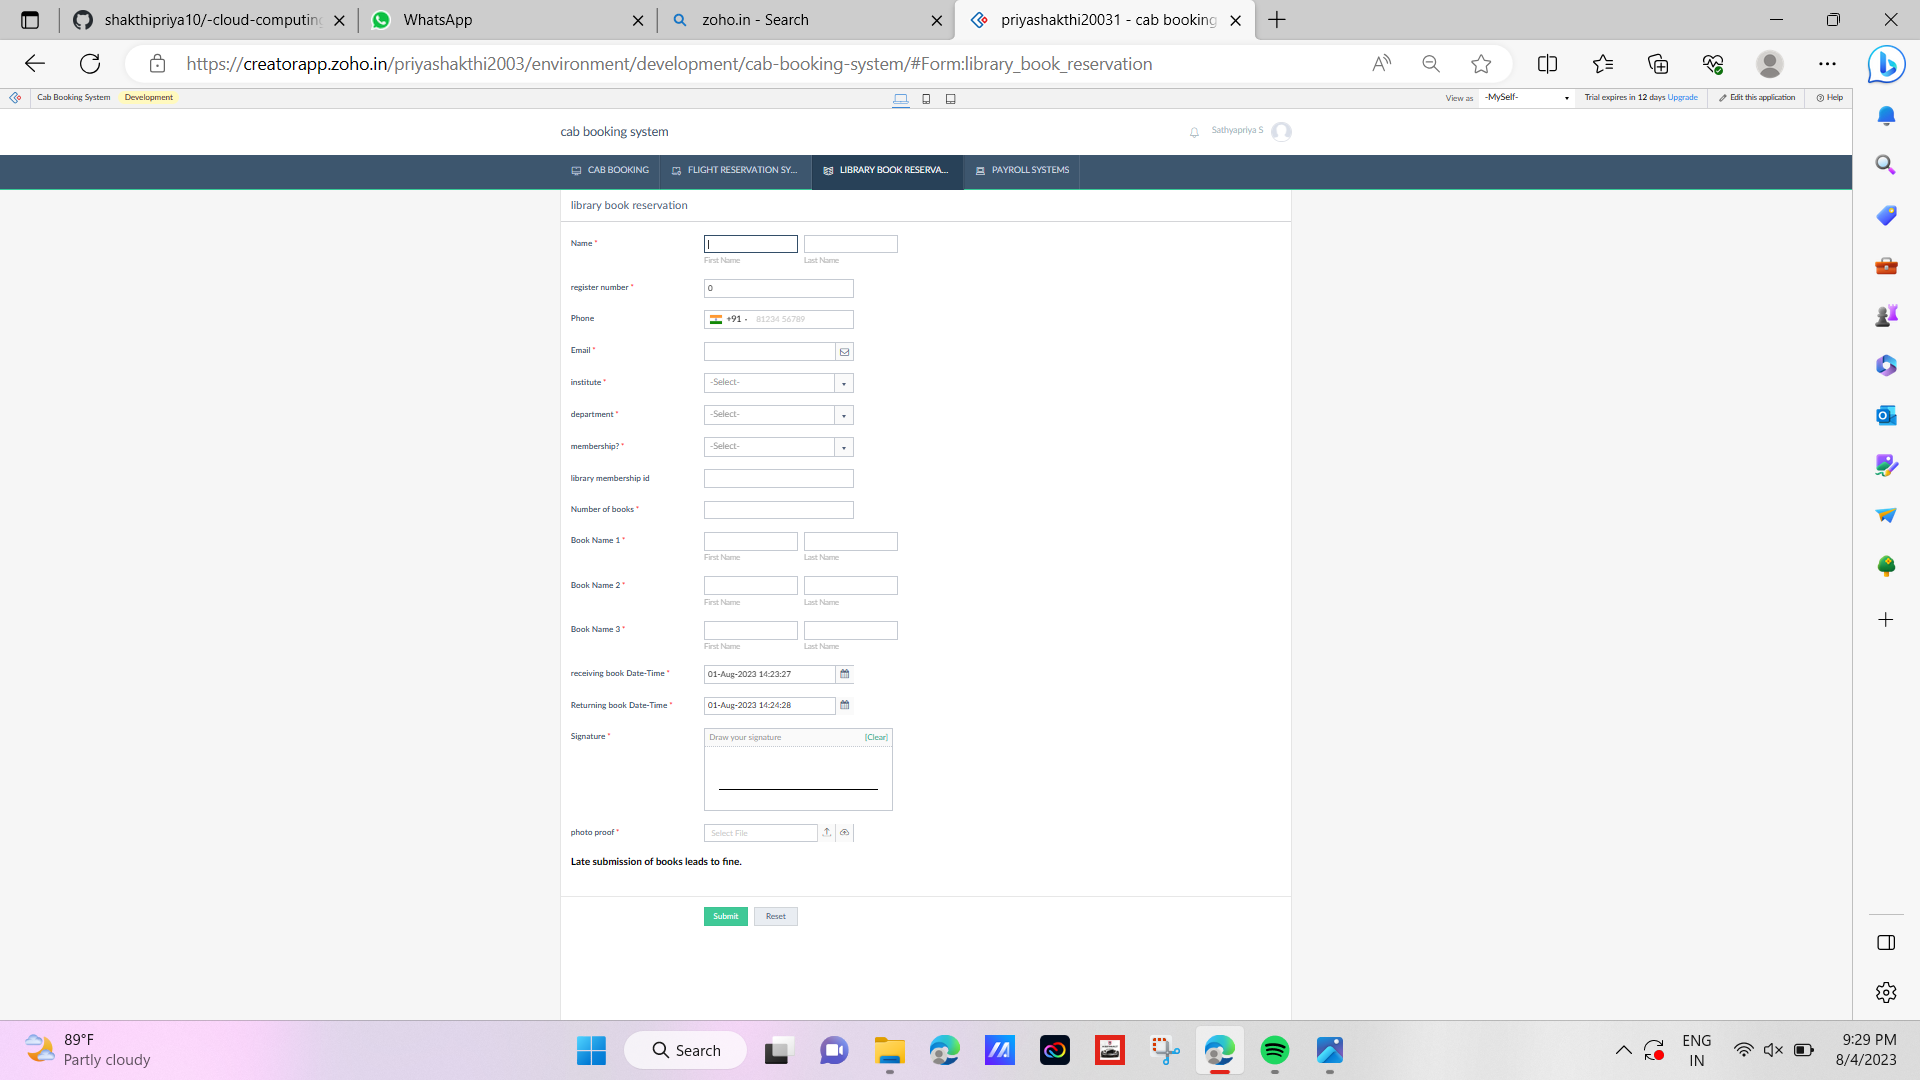 shakthipriya10/-cloud-computing
WhatsApp
zoho.in - Search
priyashakthi20031 - cab booking
https://creatorapp.zoho.in/priyashakthi2003/environment/development/cab-booking-system/#Form:library_book_reservation
Cab Booking System Development
View as -MySelf- Trial expires in 12 days Upgrade Edit this application Help
cab booking system
Sathyapriya S
CAB BOOKING FLIGHT RESERVATION SY... LIBRARY BOOK RESERVA... PAYROLL SYSTEMS
library book reservation
Name *
First Name Last Name
register number * 0
Phone +91 - 81234 56789
Email *
institute * -Select-
department * -Select-
membership? * -Select-
library membership id
Number of books *
Book Name 1 *
First Name Last Name
Book Name 2 *
First Name Last Name
Book Name 3 *
First Name Last Name
receiving book Date-Time * 01-Aug-2023 14:23:27
Returning book Date-Time * 01-Aug-2023 14:24:28
Signature * Draw your signature [Clear]
photo proof * Select File
Late submission of books leads to fine.
Submit Reset
89°F
Partly cloudy
Search
ENG
IN
9:29 PM
8/4/2023